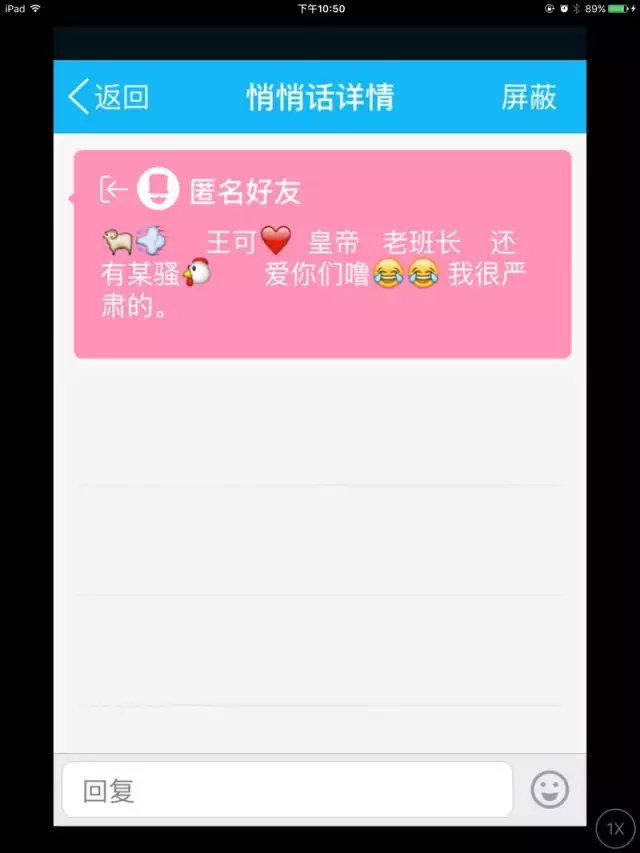 iPad 下午10:50 89%
返回 悄悄话详情 屏蔽
匿名好友
🐑💨 王可❤️ 皇帝 老班长 还
有某骚🐔 爱你们噜😂😂 我很严
肃的。
回复
1X